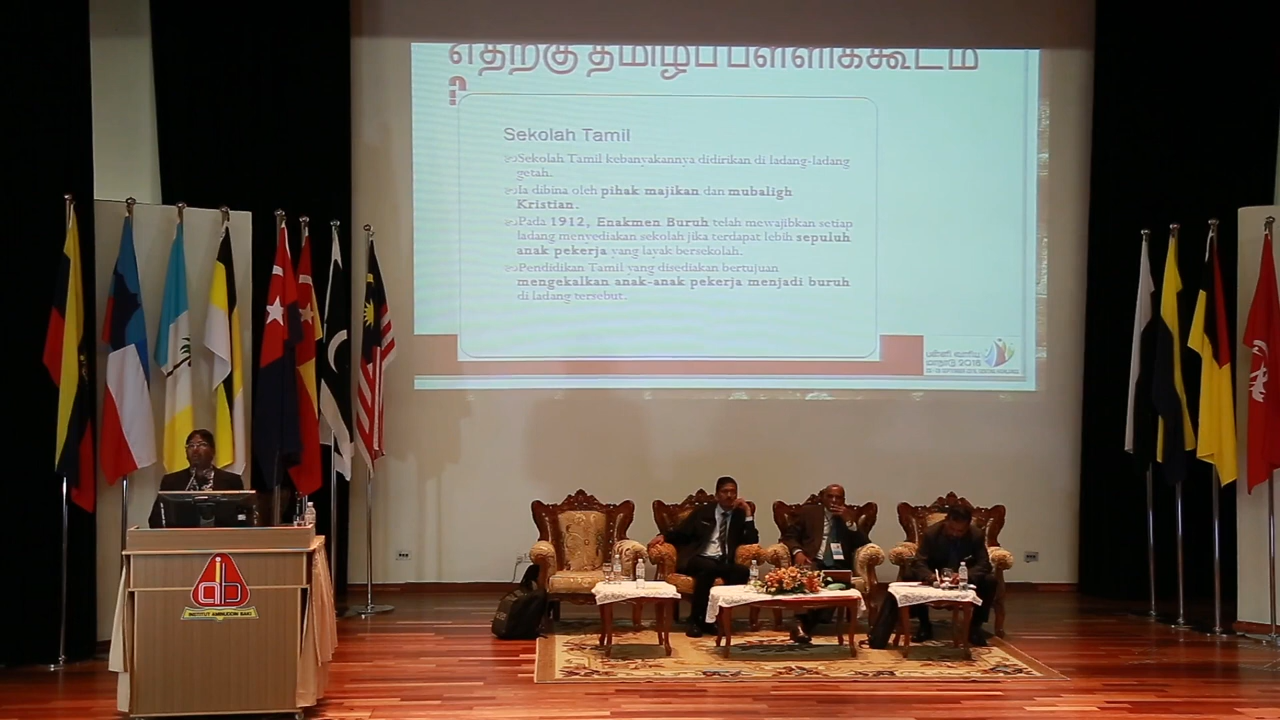 எதற்கு தமிழ்ப்பள்ளிக்கூடம்
?
Sekolah Tamil
Sekolah Tamil kebanyakannya didirikan di ladang-ladang
getah.
Ia dibina oleh pihak majikan dan mubaligh
Kristian.
Pada 1912, Enakmen Buruh telah mewajibkan setiap
ladang menyediakan sekolah jika terdapat lebih sepuluh
anak pekerja yang layak bersekolah.
Pendidikan Tamil yang disediakan bertujuan
mengekalkan anak-anak pekerja menjadi buruh
di ladang tersebut.
மாநாடு 2018
INSTITUT AMINUDDIN BAKI